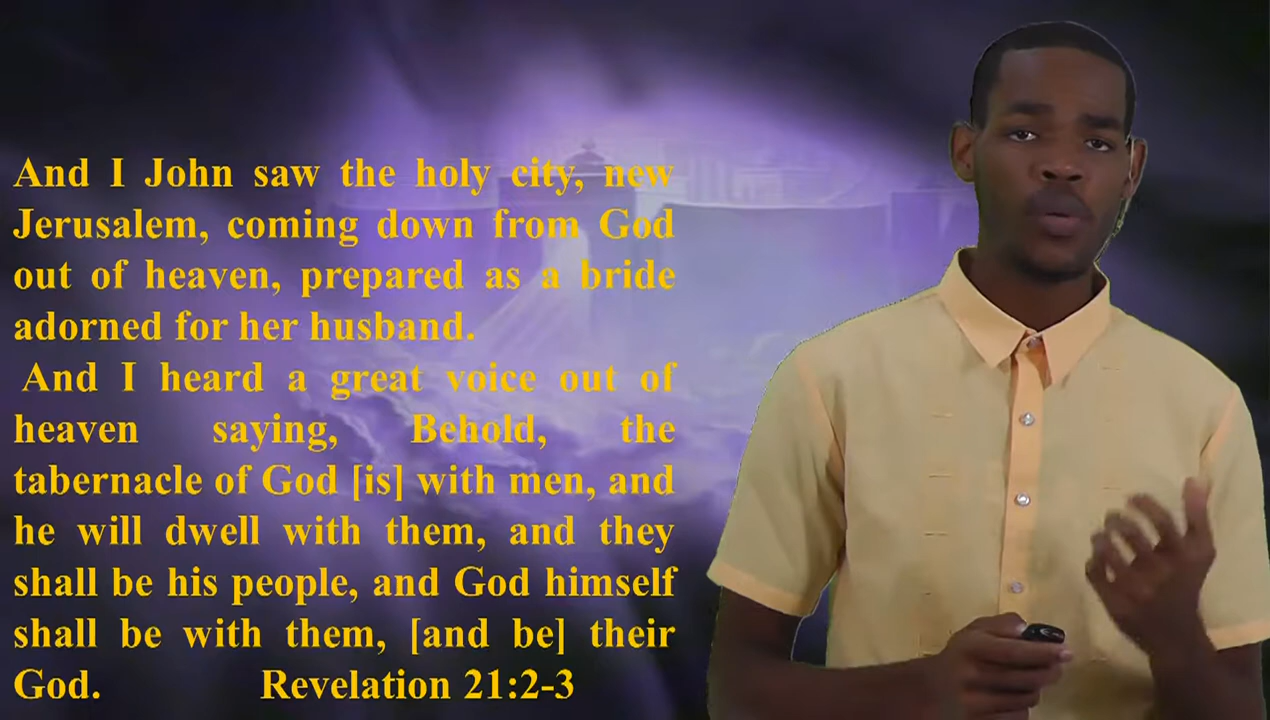 And I John saw the holy city, new
Jerusalem, coming down from God
out of heaven, prepared as a bride
adorned for her husband.
And I heard a great voice out of
heaven saying, Behold, the
tabernacle of God [is] with men, and
he will dwell with them, and they
shall be his people, and God himself
shall be with them, [and be] their
God. Revelation 21:2-3